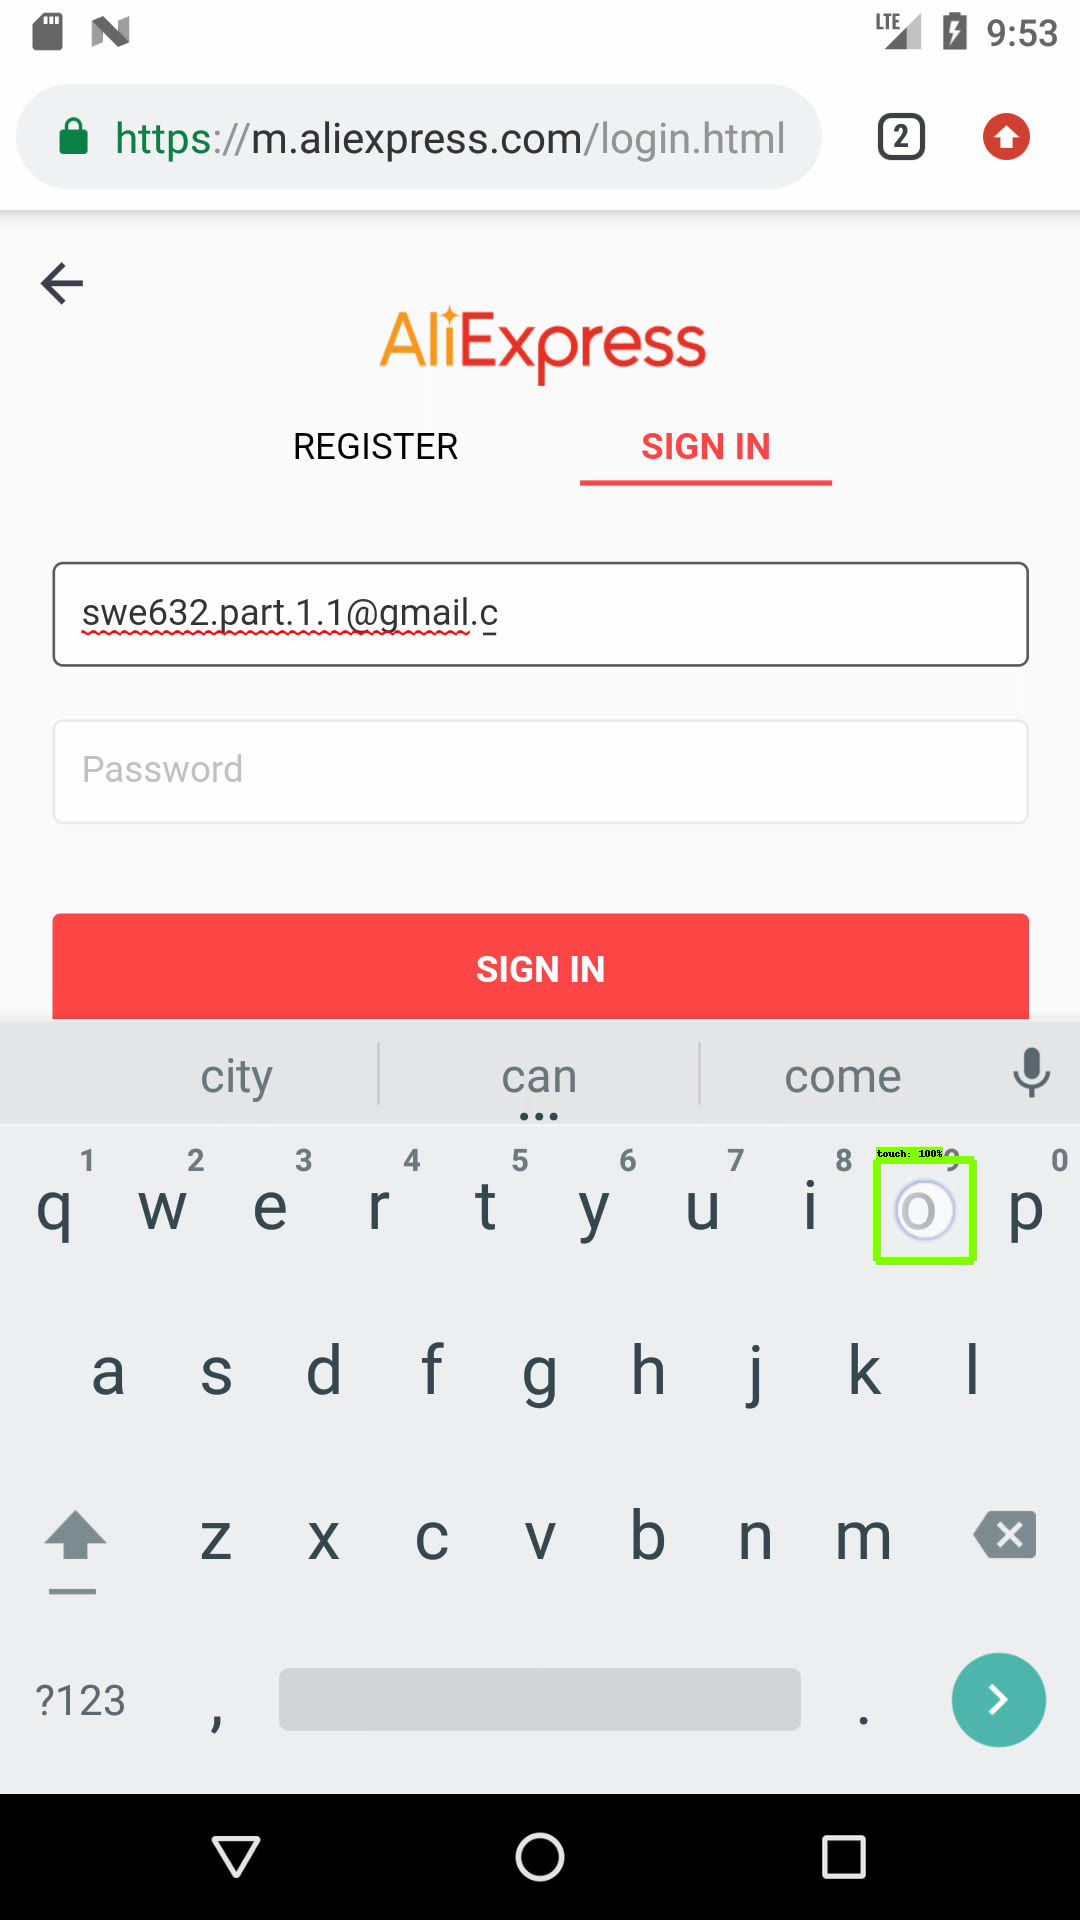 LTE 9:53
https://m.aliexpress.com/login.html 2
AliExpress
REGISTER SIGN IN
swe632.part.1.1@gmail.c
Password
SIGN IN
city can come
1 2 3 4 5 6 7 8 touch: 100% 9 0
q w e r t y u i o p
a s d f g h j k l
z x c v b n m
?123 , .